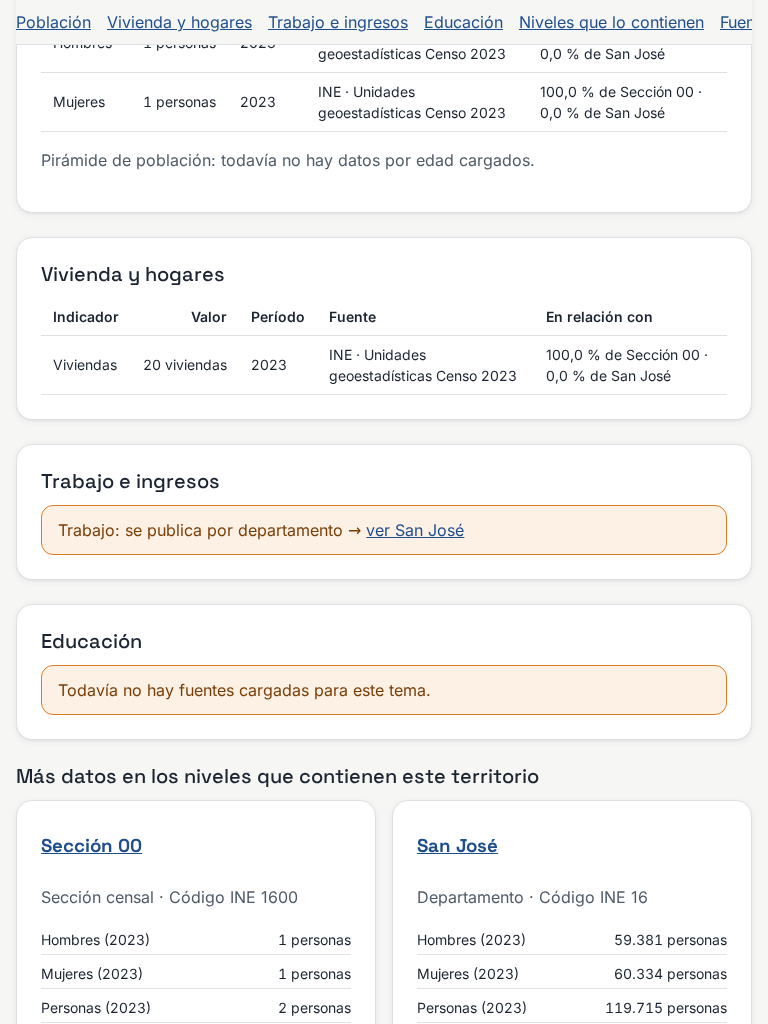 Población Vivienda y hogares Trabajo e ingresos Educación Niveles que lo contienen
Hombres 1 personas 2023 geoestadísticas Censo 2023 0,0 % de San José
Mujeres 1 personas 2023 INE · Unidades geoestadísticas Censo 2023 100,0 % de Sección 00 · 0,0 % de San José
Pirámide de población: todavía no hay datos por edad cargados.
Vivienda y hogares
Indicador Valor Período Fuente En relación con
Viviendas 20 viviendas 2023 INE · Unidades geoestadísticas Censo 2023 100,0 % de Sección 00 · 0,0 % de San José
Trabajo e ingresos
Trabajo: se publica por departamento → ver San José
Educación
Todavía no hay fuentes cargadas para este tema.
Más datos en los niveles que contienen este territorio
Sección 00
Sección censal · Código INE 1600
Hombres (2023) 1 personas
Mujeres (2023) 1 personas
Personas (2023) 2 personas
San José
Departamento · Código INE 16
Hombres (2023) 59.381 personas
Mujeres (2023) 60.334 personas
Personas (2023) 119.715 personas